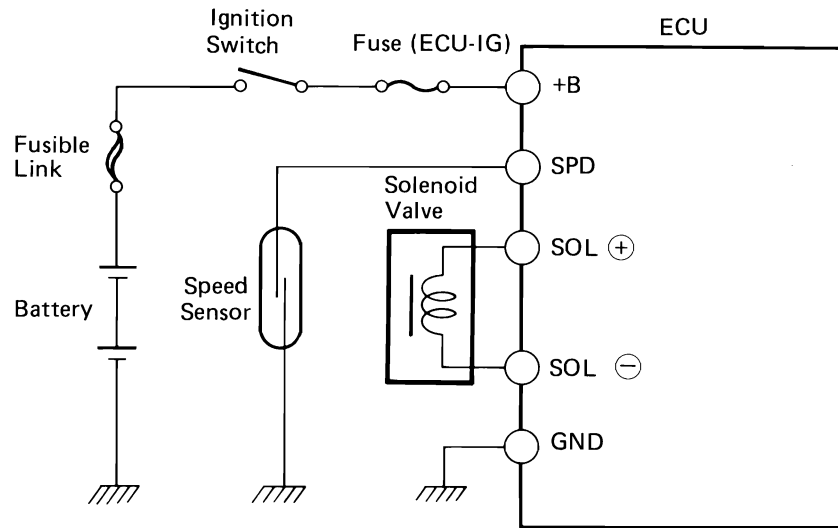 Ignition
Switch
Fuse (ECU-IG)
ECU
+B
Fusible
Link
SPD
Solenoid
Valve
SOL ⊕
Speed
Sensor
Battery
SOL ⊖
GND